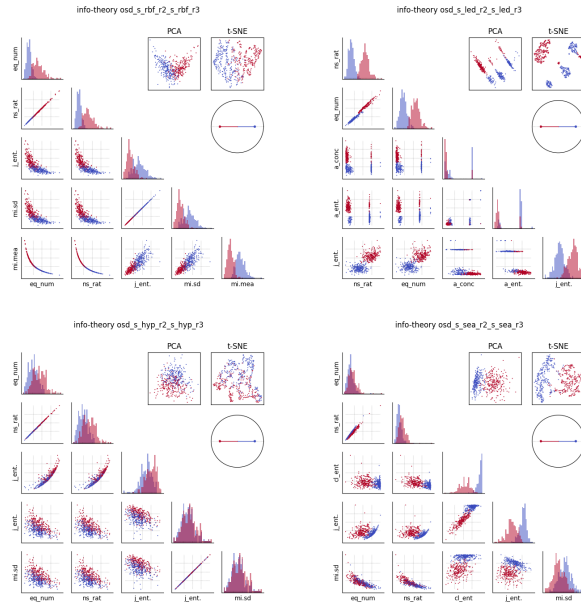 info-theory osd_s_rbf_r2_s_rbf_r3
PCA
t-SNE
eq_num
ns_rat
j_ent.
mi.sd
mi.mea
eq_num
ns_rat
j_ent.
mi.sd
mi.mea
info-theory osd_s_led_r2_s_led_r3
PCA
t-SNE
ns_rat
eq_num
a_conc
a_ent.
j_ent.
ns_rat
eq_num
a_conc
a_ent.
j_ent.
info-theory osd_s_hyp_r2_s_hyp_r3
PCA
t-SNE
eq_num
ns_rat
j_ent.
j_ent.
mi.sd
eq_num
ns_rat
j_ent.
j_ent.
mi.sd
info-theory osd_s_sea_r2_s_sea_r3
PCA
t-SNE
eq_num
ns_rat
cl_ent
j_ent.
mi.sd
eq_num
ns_rat
cl_ent
j_ent.
mi.sd